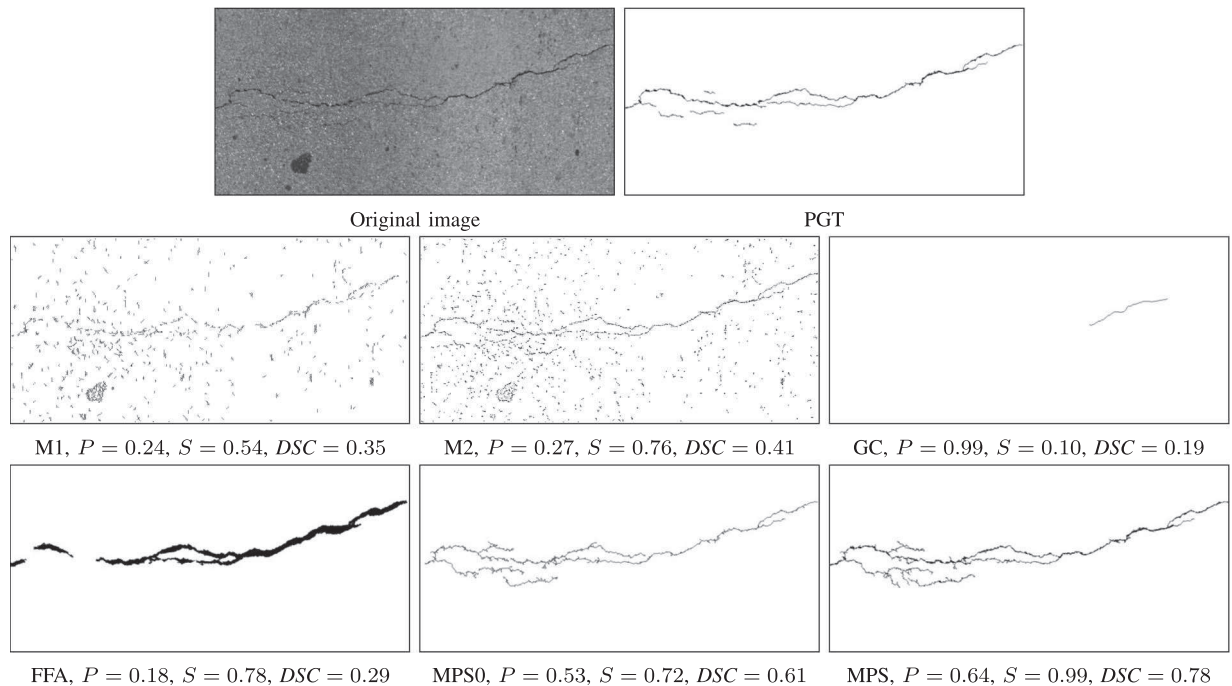 Original image
PGT
M1, P = 0.24, S = 0.54, DSC = 0.35
M2, P = 0.27, S = 0.76, DSC = 0.41
GC, P = 0.99, S = 0.10, DSC = 0.19
FFA, P = 0.18, S = 0.78, DSC = 0.29
MPS0, P = 0.53, S = 0.72, DSC = 0.61
MPS, P = 0.64, S = 0.99, DSC = 0.78